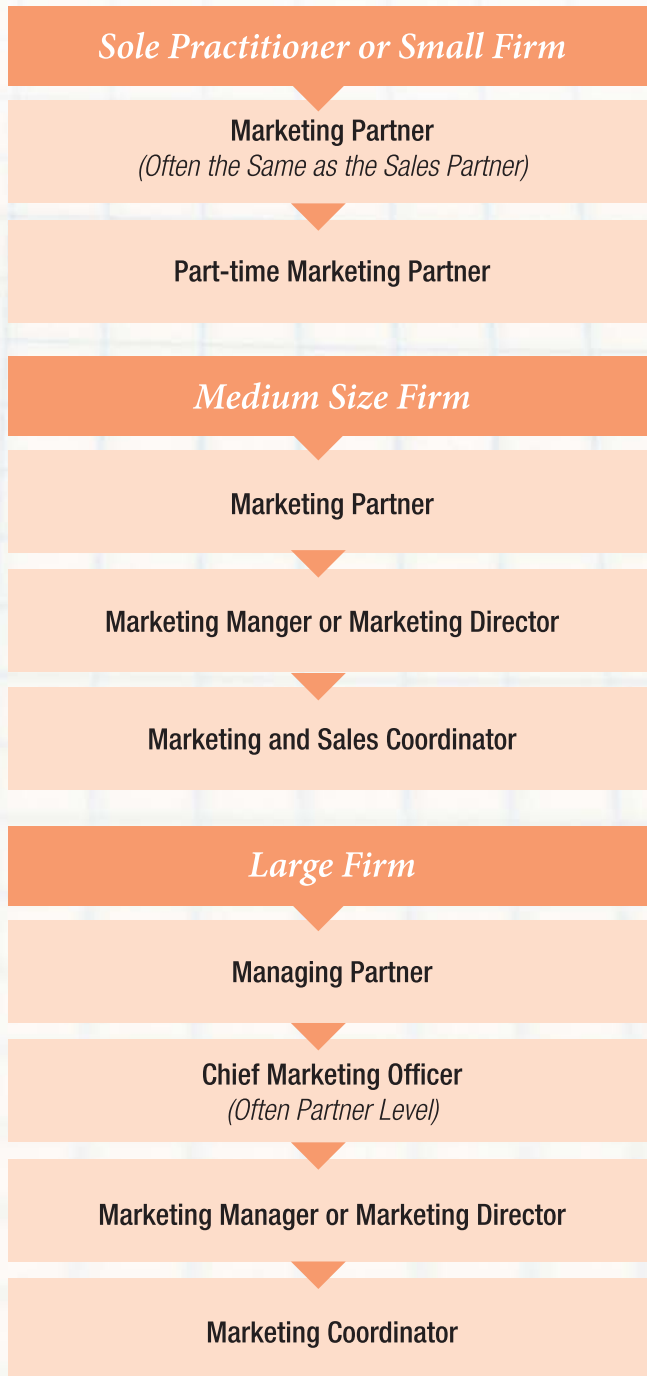 Sole Practitioner or Small Firm
Marketing Partner
(Often the Same as the Sales Partner)
Part-time Marketing Partner
Medium Size Firm
Marketing Partner
Marketing Manger or Marketing Director
Marketing and Sales Coordinator
Large Firm
Managing Partner
Chief Marketing Officer
(Often Partner Level)
Marketing Manager or Marketing Director
Marketing Coordinator